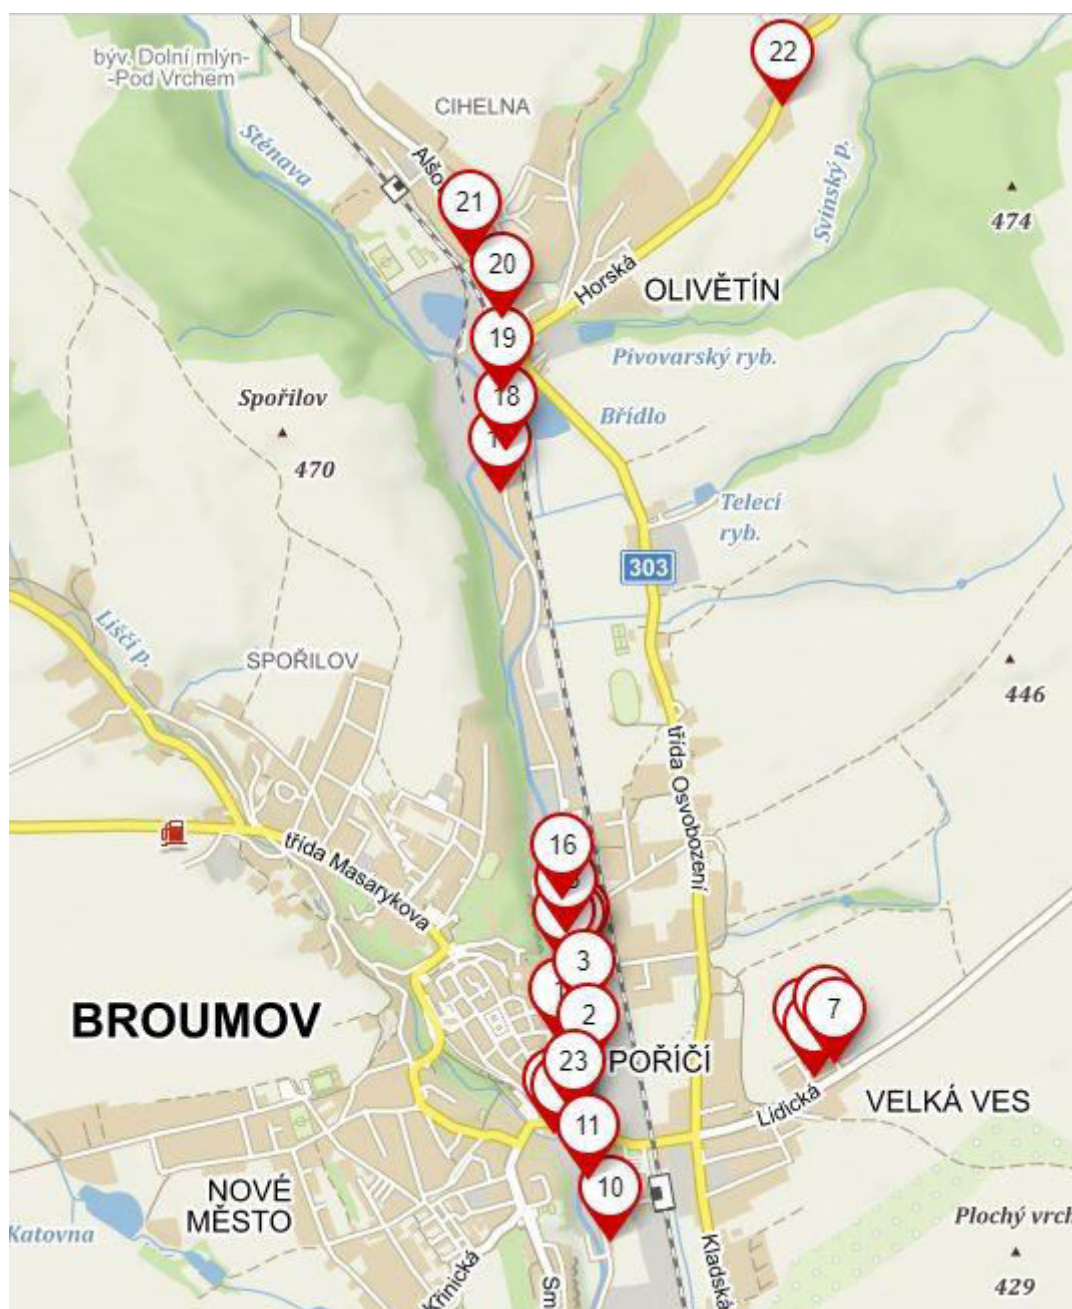 22
býv. Dolní mlýn-
-Pod Vrchem
CIHELNA
Stěnava
Svinský p.
21
474
20
Horská
OLIVĚTÍN
19
Pivovarský ryb.
Spořilov
18
Břídlo
470
Telecí
ryb.
303
Liščí p.
SPOŘILOV
446
třída Osvobození
16
třída Masarykova
3
BROUMOV
2
7
23
POŘÍČÍ
Lidická
VELKÁ VES
11
NOVÉ
MĚSTO
10
Katovna
Plochý vrch
Křinická
Kladská
429